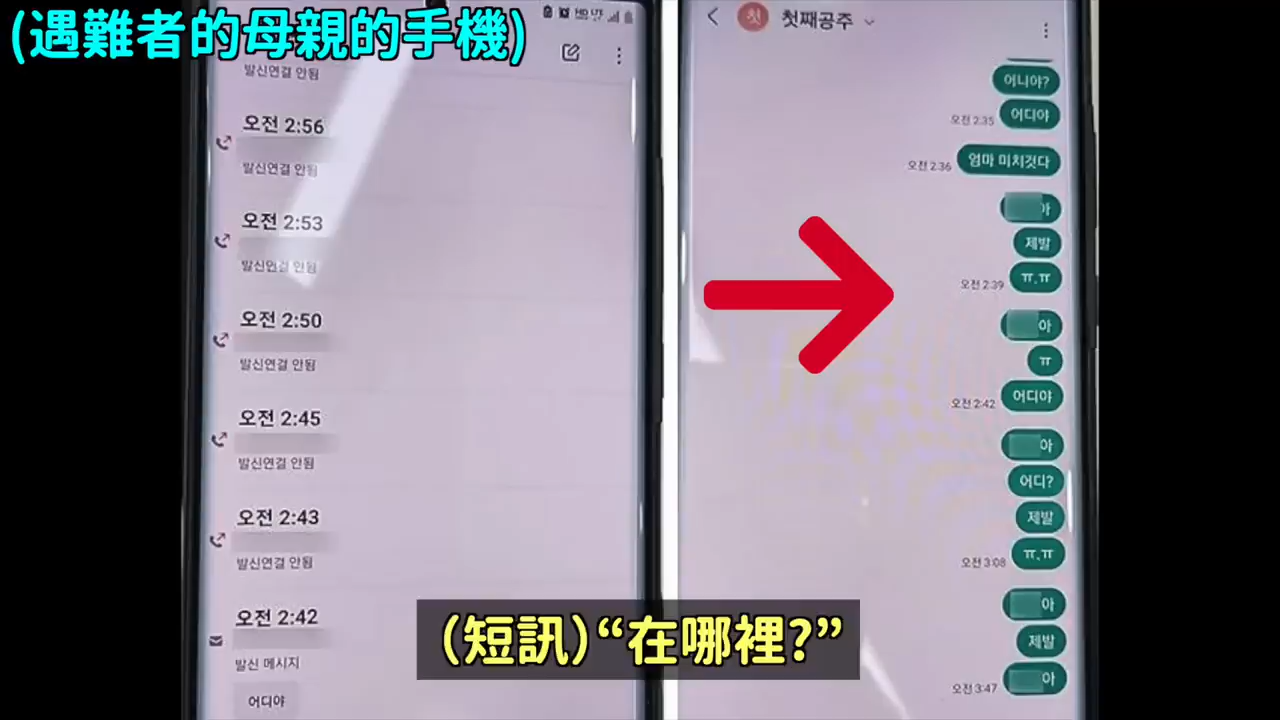 (遇難者的母親的手機)
발신연결 안됨
오전 2:56
발신연결 안됨
오전 2:53
발신연결 안됨
오전 2:50
발신연결 안됨
오전 2:45
발신연결 안됨
오전 2:43
발신연결 안됨
오전 2:42
발신 메시지
어디야
첫 첫째공주
어니야?
오전 2:35 어디야
오전 2:36 엄마 미치것다
아
제발
오전 2:39 ㅠ.ㅠ
아
ㅠ
오전 2:42 어디야
아
어디?
제발
오전 3:08 ㅠ.ㅠ
아
제발
오전 3:47 아
(短訊)“在哪裡?”